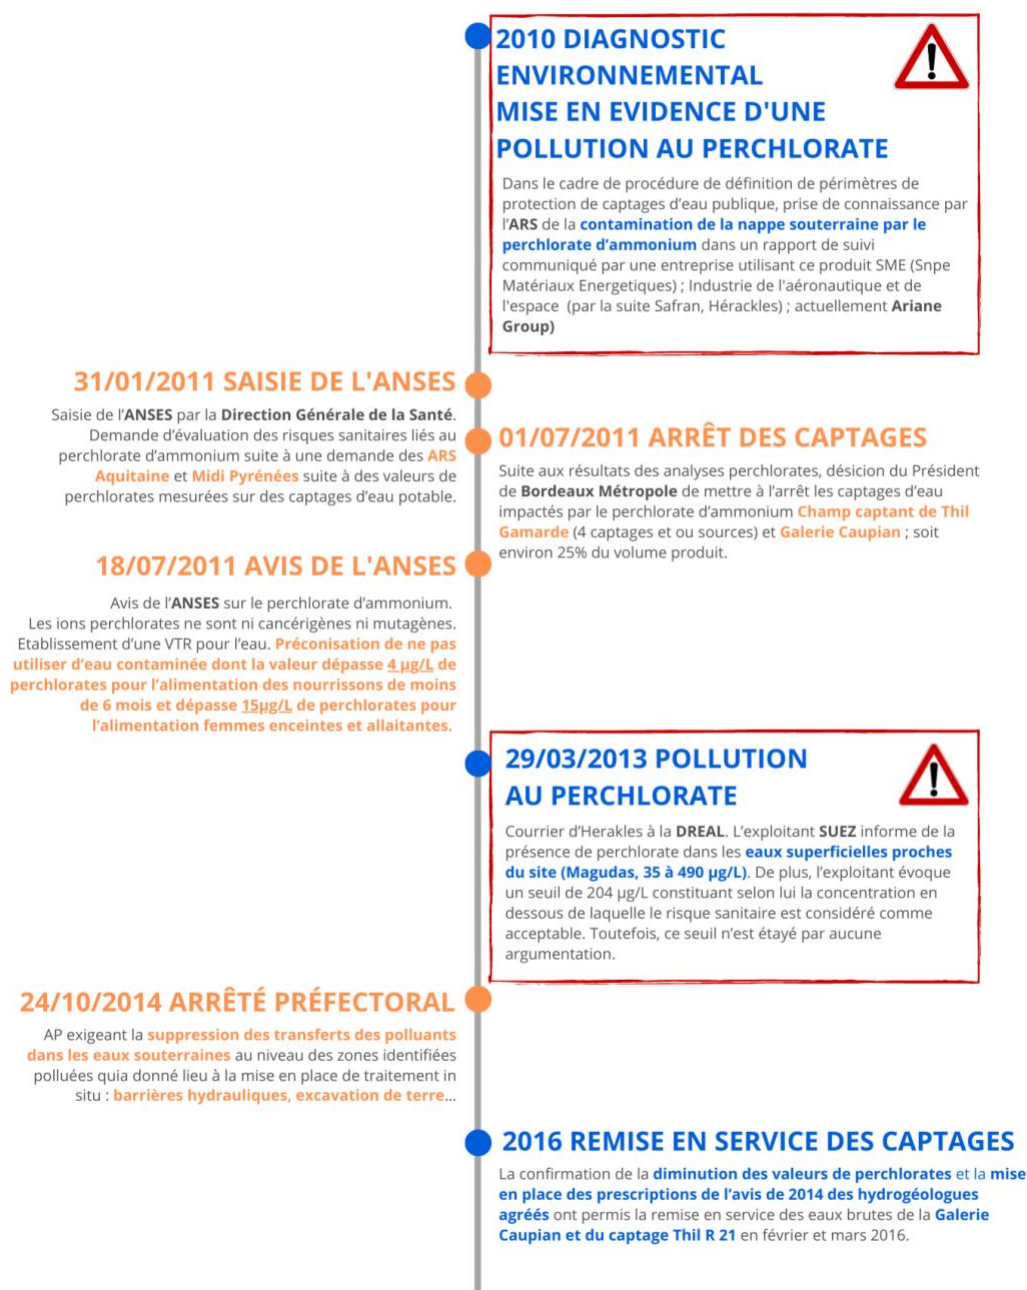 2010 DIAGNOSTIC
ENVIRONNEMENTAL
MISE EN EVIDENCE D'UNE
POLLUTION AU PERCHLORATE
Dans le cadre de procédure de définition de périmètres de
protection de captages d'eau publique, prise de connaissance par
l'ARS de la contamination de la nappe souterraine par le
perchlorate d'ammonium dans un rapport de suivi
communiqué par une entreprise utilisant ce produit SME (Snpe
Matériaux Energetiques) ; Industrie de l'aéronautique et de
l'espace (par la suite Safran, Hérackles) ; actuellement Ariane
Group)
31/01/2011 SAISIE DE L'ANSES
Saisie de l'ANSES par la Direction Générale de la Santé.
Demande d'évaluation des risques sanitaires liés au
perchlorate d'ammonium suite à une demande des ARS
Aquitaine et Midi Pyrénées suite à des valeurs de
perchlorates mesurées sur des captages d'eau potable.
01/07/2011 ARRÊT DES CAPTAGES
Suite aux résultats des analyses perchlorates, désicion du Président
de Bordeaux Métropole de mettre à l'arrêt les captages d'eau
impactés par le perchlorate d'ammonium Champ captant de Thil
Gamarde (4 captages et ou sources) et Galerie Caupian ; soit
environ 25% du volume produit.
18/07/2011 AVIS DE L'ANSES
Avis de l'ANSES sur le perchlorate d'ammonium.
Les ions perchlorates ne sont ni cancérigènes ni mutagènes.
Etablissement d'une VTR pour l'eau. Préconisation de ne pas
utiliser d'eau contaminée dont la valeur dépasse 4 µg/L de
perchlorates pour l'alimentation des nourrissons de moins
de 6 mois et dépasse 15µg/L de perchlorates pour
l'alimentation femmes enceintes et allaitantes.
29/03/2013 POLLUTION
AU PERCHLORATE
Courrier d'Herakles à la DREAL. L'exploitant SUEZ informe de la
présence de perchlorate dans les eaux superficielles proches
du site (Magudas, 35 à 490 µg/L). De plus, l'exploitant évoque
un seuil de 204 µg/L constituant selon lui la concentration en
dessous de laquelle le risque sanitaire est considéré comme
acceptable. Toutefois, ce seuil n'est étayé par aucune
argumentation.
24/10/2014 ARRÊTÉ PRÉFECTORAL
AP exigeant la suppression des transferts des polluants
dans les eaux souterraines au niveau des zones identifiées
polluées quia donné lieu à la mise en place de traitement in
situ : barrières hydrauliques, excavation de terre...
2016 REMISE EN SERVICE DES CAPTAGES
La confirmation de la diminution des valeurs de perchlorates et la mise
en place des prescriptions de l'avis de 2014 des hydrogéologues
agréés ont permis la remise en service des eaux brutes de la Galerie
Caupian et du captage Thil R 21 en février et mars 2016.